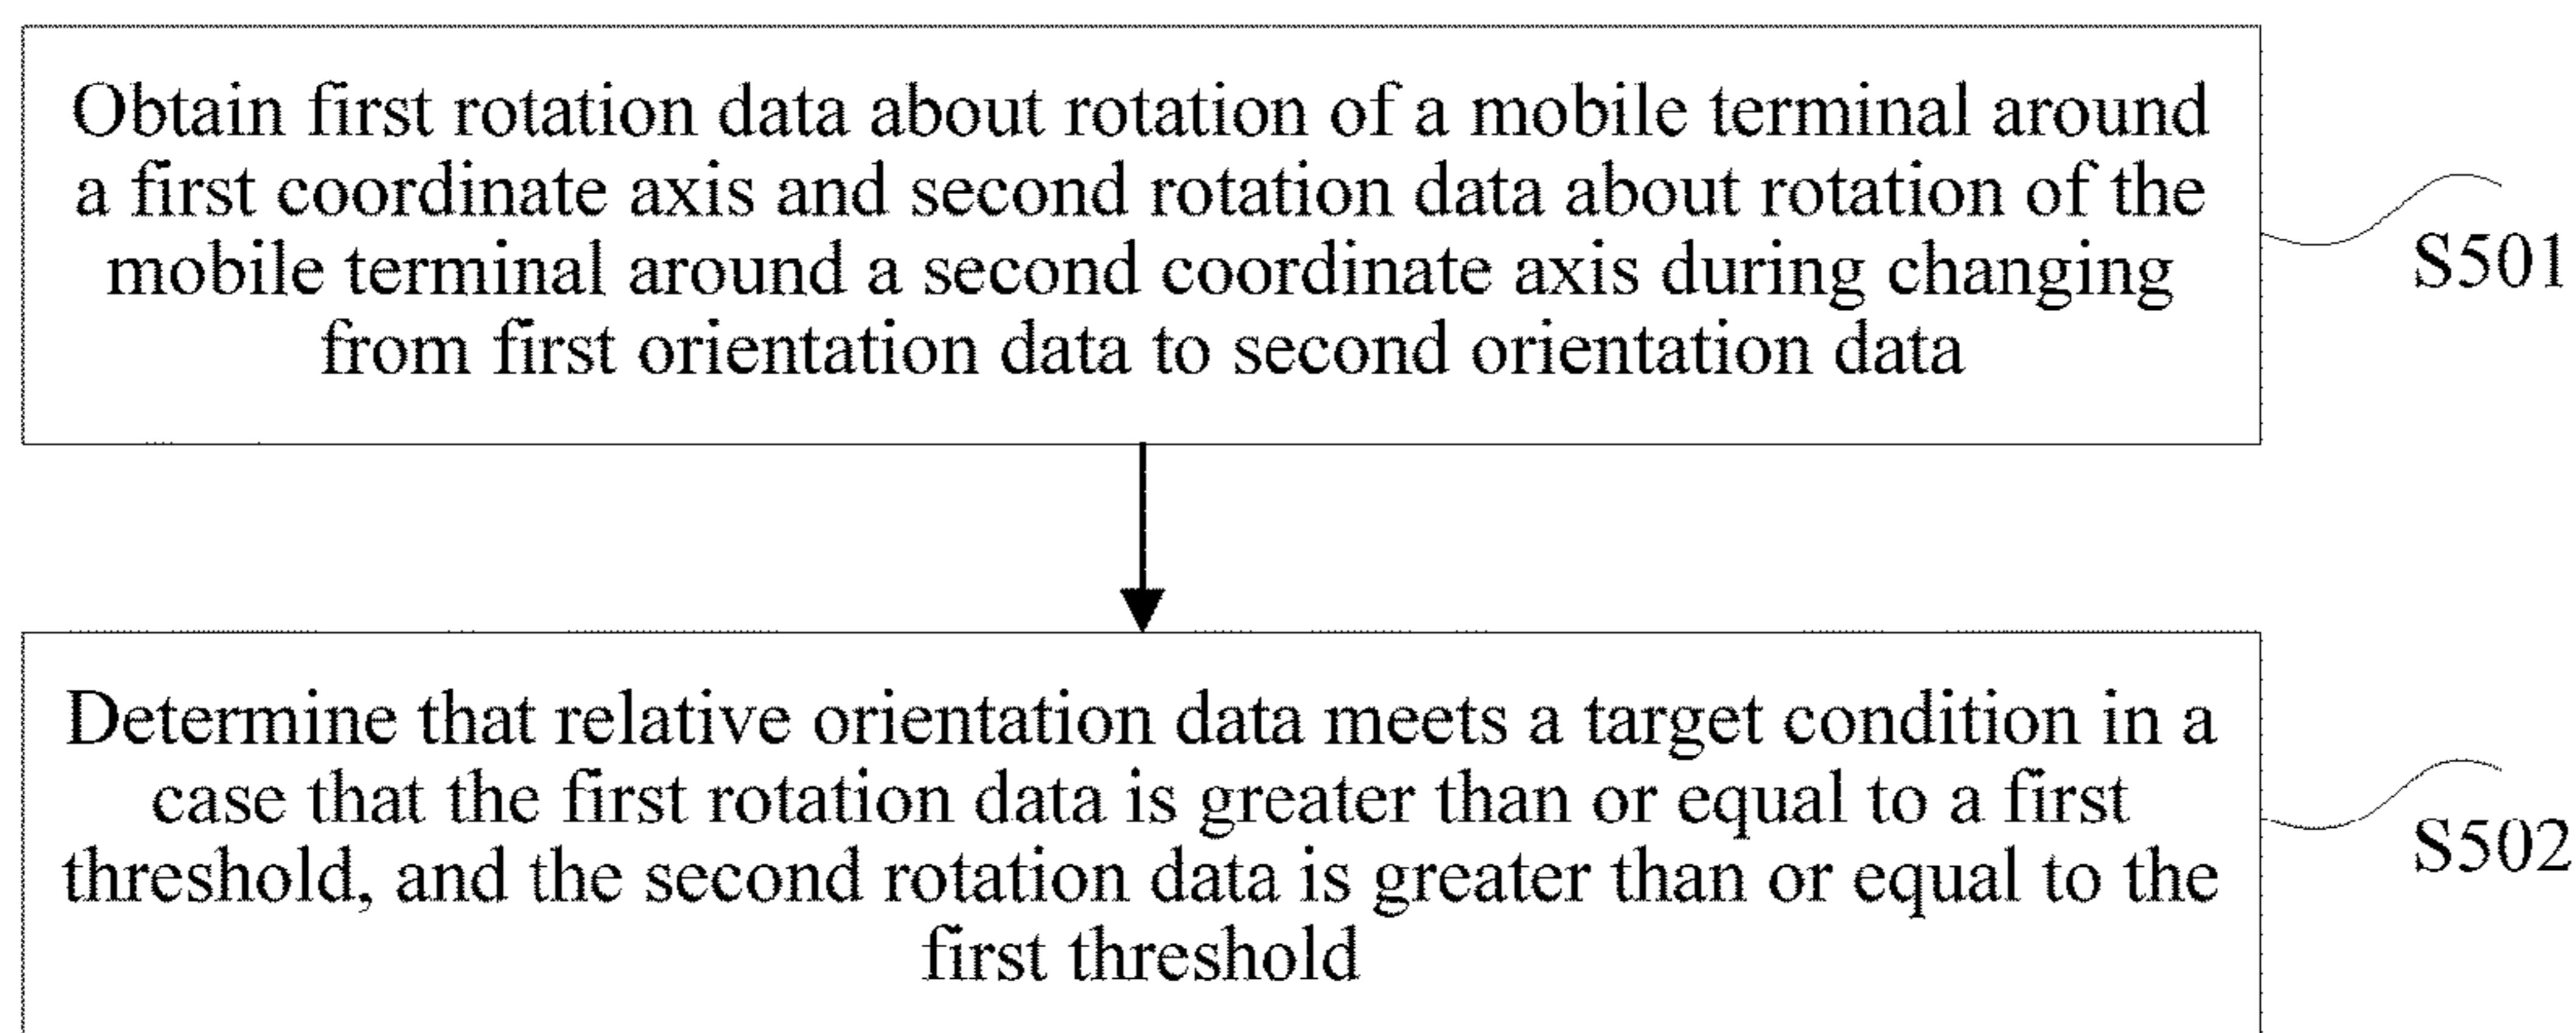 Obtain first rotation data about rotation of a mobile terminal around
a first coordinate axis and second rotation data about rotation of the
mobile terminal around a second coordinate axis during changing
from first orientation data to second orientation data
S501
Determine that relative orientation data meets a target condition in a
case that the first rotation data is greater than or equal to a first
threshold, and the second rotation data is greater than or equal to the
first threshold
S502